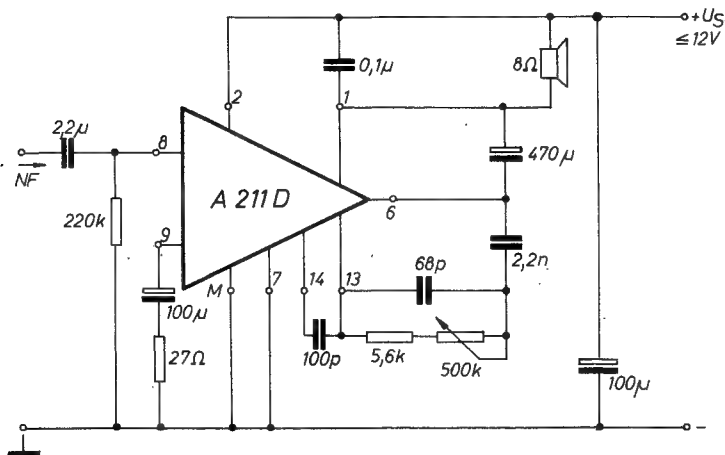 +US
≤12V
0,1µ
8Ω
2
1
2,2µ
8
470µ
NF
A 211 D
6
220k
9
2,2n
68p
M
7
14
13
100µ
100p
5,6k
500k
27Ω
100µ
-